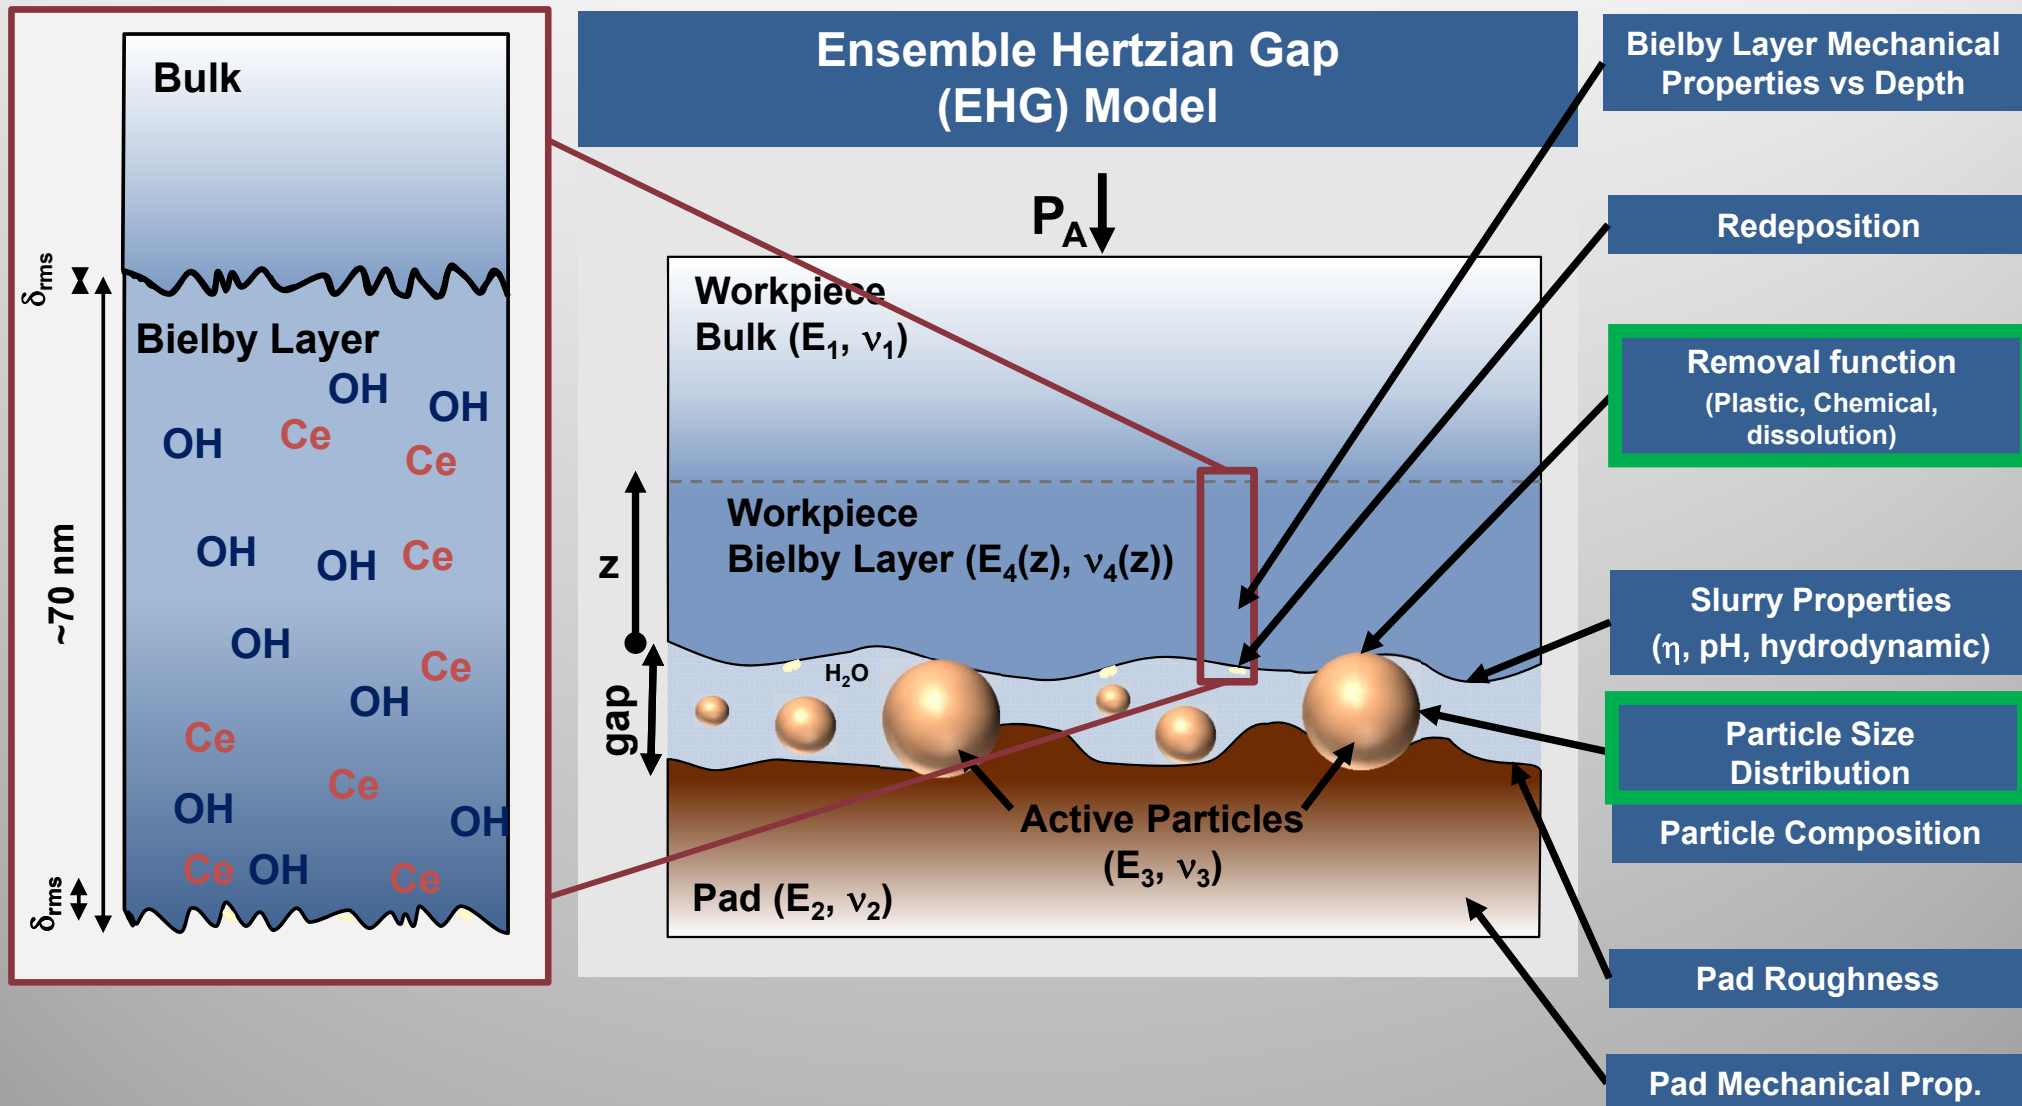 Bulk
δrms
Bielby Layer
OH
OH
Ce
OH
Ce
OH
Ce
OH
~70 nm
OH
Ce
OH
Ce
Ce
OH
OH
Ce
OH
Ce
δrms
Ensemble Hertzian Gap
(EHG) Model
PA
Workpiece
Bulk (E1, ν1)
Workpiece
Bielby Layer (E4(z), ν4(z))
z
gap
H2O
Active Particles
(E3, ν3)
Pad (E2, ν2)
Bielby Layer Mechanical
Properties vs Depth
Redeposition
Removal function
(Plastic, Chemical,
dissolution)
Slurry Properties
(η, pH, hydrodynamic)
Particle Size
Distribution
Particle Composition
Pad Roughness
Pad Mechanical Prop.